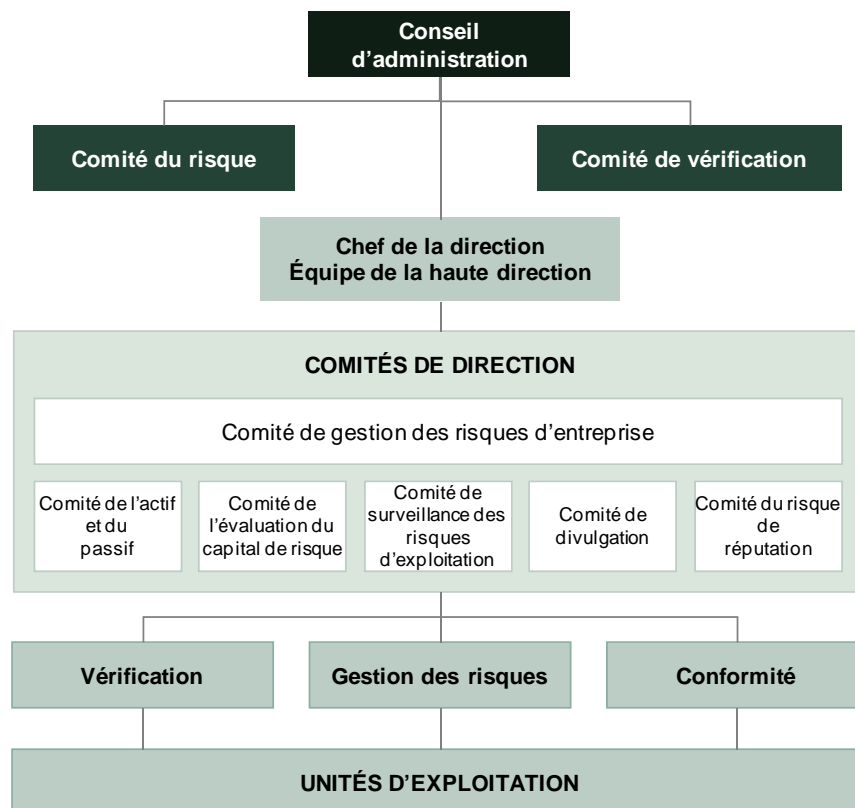 Conseil
d’administration
Comité du risque
Comité de vérification
Chef de la direction
Équipe de la haute direction
COMITÉS DE DIRECTION
Comité de gestion des risques d’entreprise
Comité de l’actif
et du
passif
Comité de
l’évaluation du
capital de risque
Comité de
surveillance des
risques
d’exploitation
Comité de
divulgation
Comité du risque
de
réputation
Vérification
Gestion des risques
Conformité
UNITÉS D’EXPLOITATION